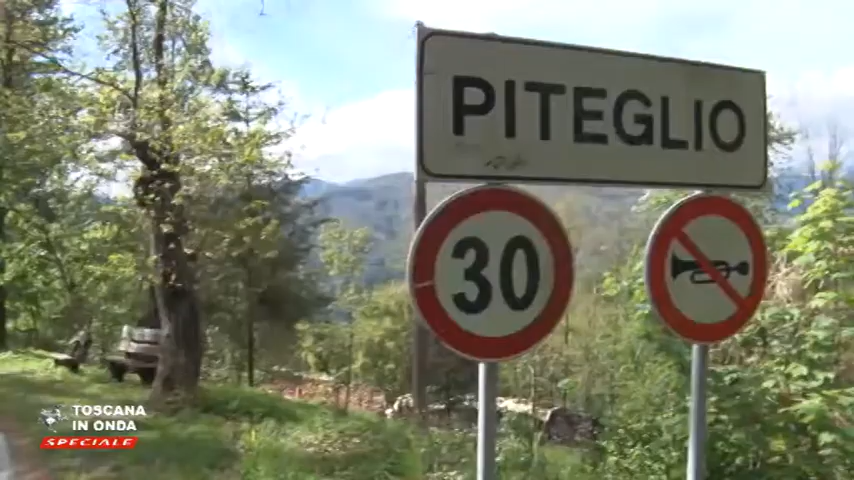 PITEGLIO
30
TOSCANA
IN ONDA
SPECIALE